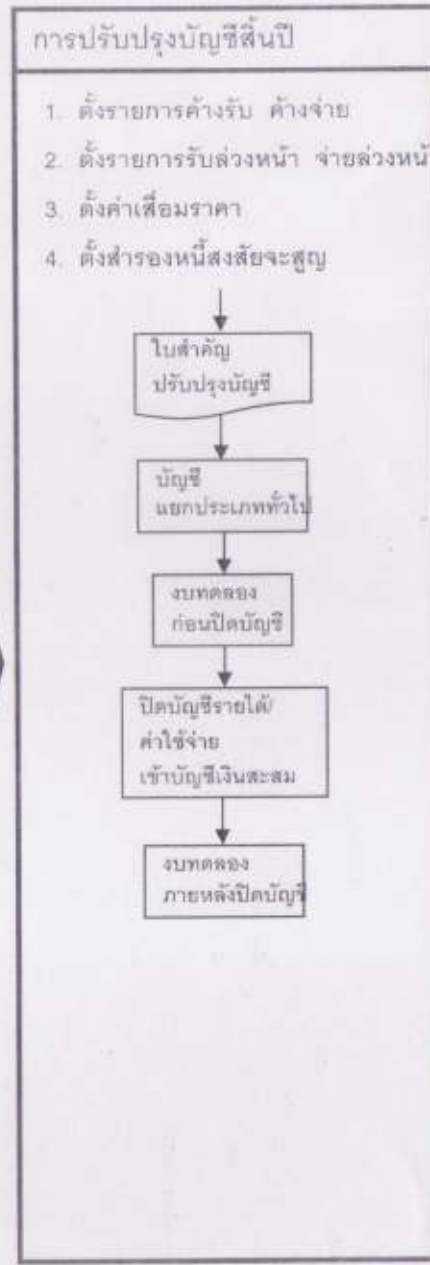 การปรับปรุงบัญชีสิ้นปี
1. ตั้งรายการค้างรับ ค้างจ่าย
2. ตั้งรายการรับล่วงหน้า จ่ายล่วงหน้
3. ตั้งค่าเสื่อมราคา
4. ตั้งสำรองหนี้สงสัยจะสูญ
ใบสำคัญ
ปรับปรุงบัญชี
บัญชี
แยกประเภททั่วไป
งบทดลอง
ก่อนปิดบัญชี
ปิดบัญชีรายได้/
ค่าใช้จ่าย
เข้าบัญชีเงินสะสม
งบทดลอง
ภายหลังปิดบัญชี